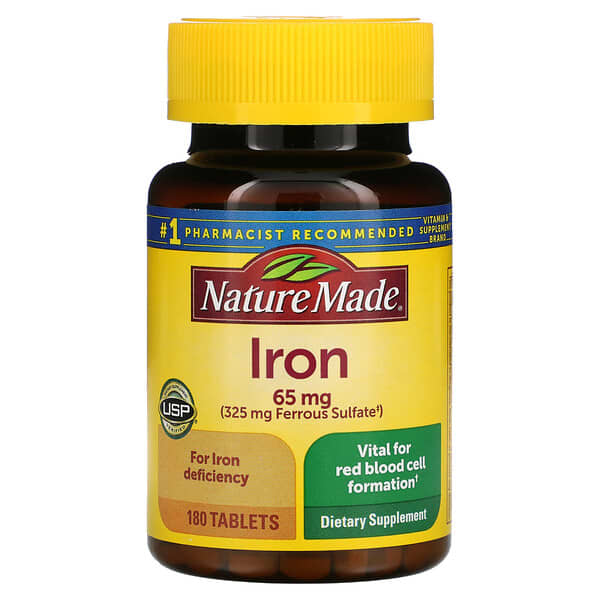 #1 PHARMACIST RECOMMENDED
VITAMIN &
SUPPLEMENT
BRAND
Nature Made®
Iron
65 mg
(325 mg Ferrous Sulfate‡)
USP
VERIFIED
For Iron
deficiency
180 TABLETS
Vital for
red blood cell
formation†
Dietary Supplement